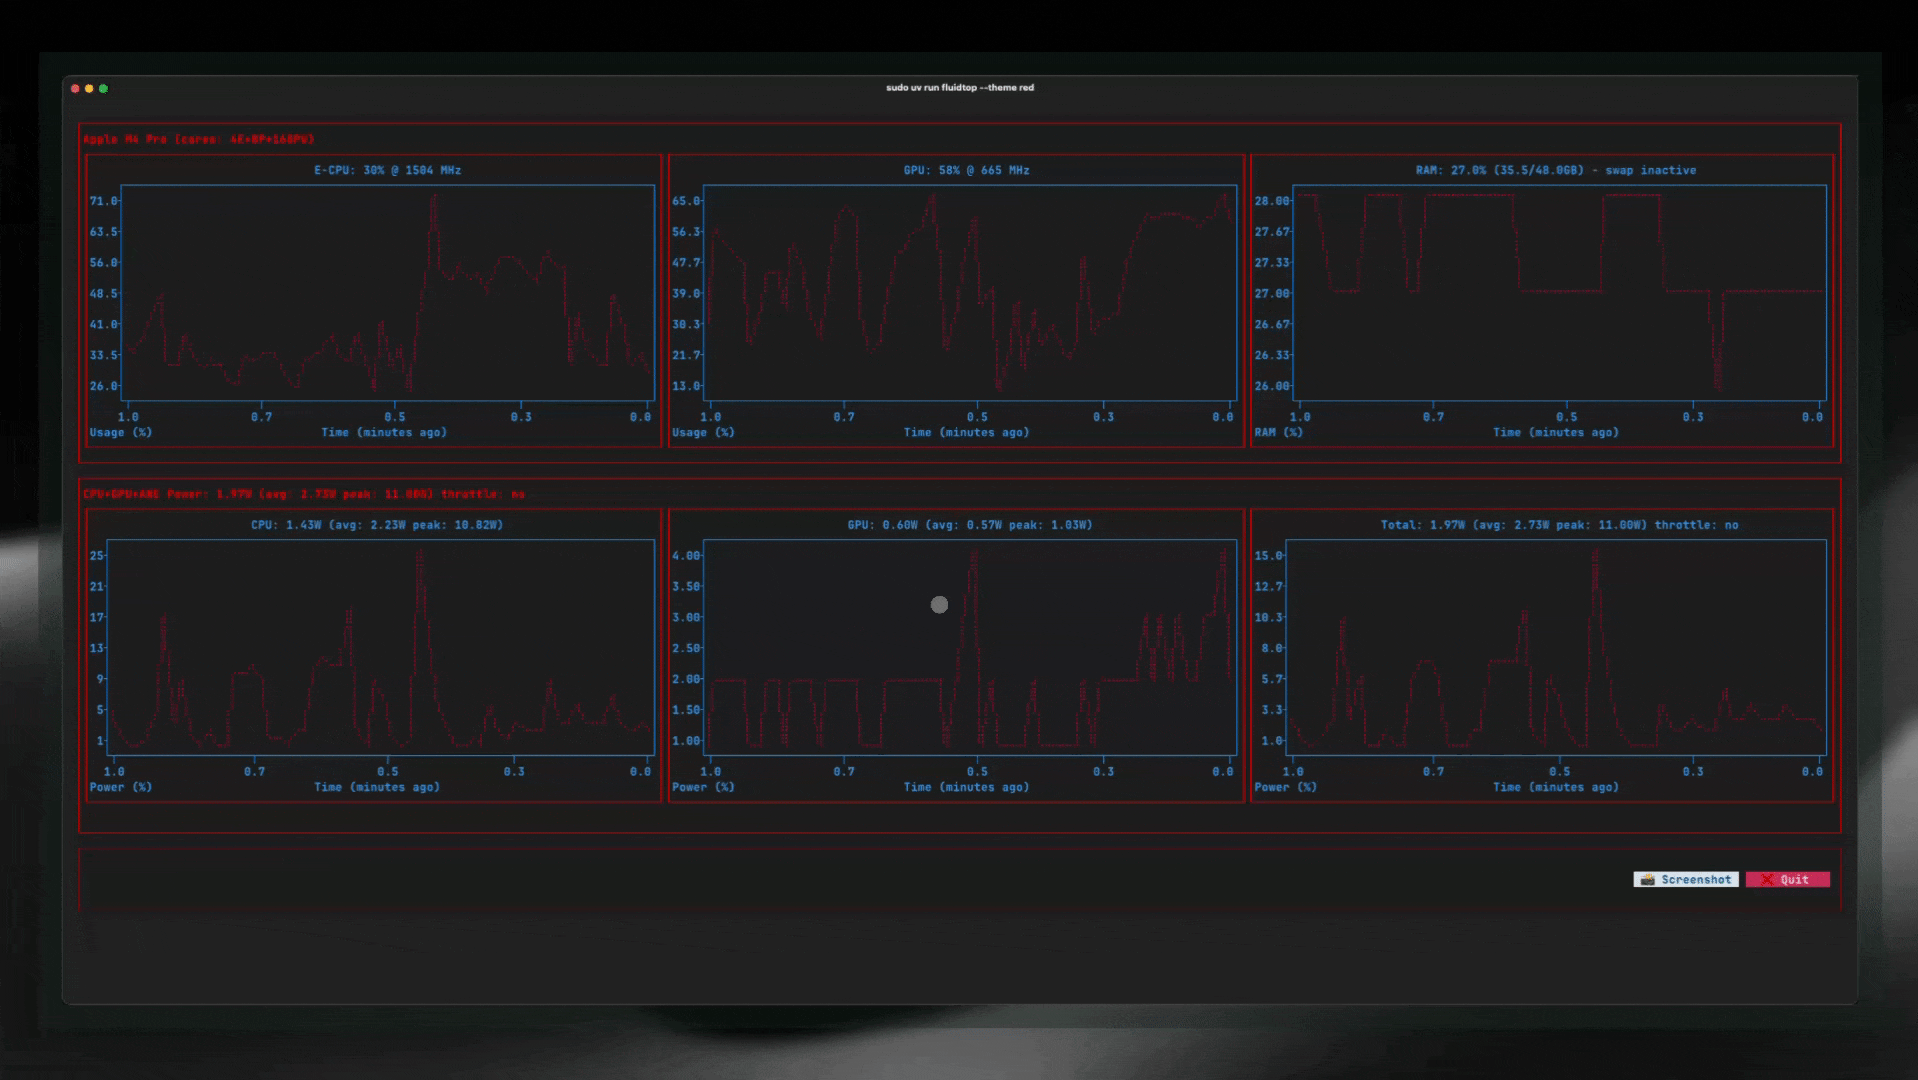 sudo uv run fluidtop --theme red
Apple M4 Pro (cores: 4E+8P+16GPU)
E-CPU: 30% @ 1504 MHz
71.0
63.5
56.0
48.5
41.0
33.5
26.0
1.0 0.7 0.5 0.3 0.0
Usage (%) Time (minutes ago)
GPU: 58% @ 665 MHz
65.0
56.3
47.7
39.0
30.3
21.7
13.0
1.0 0.7 0.5 0.3 0.0
Usage (%) Time (minutes ago)
RAM: 27.0% (35.5/48.0GB) - swap inactive
28.00
27.67
27.33
27.00
26.67
26.33
26.00
1.0 0.7 0.5 0.3 0.0
RAM (%) Time (minutes ago)
CPU+GPU+ANE Power: 1.97W (avg: 2.73W peak: 11.00W) throttle: no
CPU: 1.43W (avg: 2.23W peak: 10.82W)
25
21
17
13
9
5
1
1.0 0.7 0.5 0.3 0.0
Power (%) Time (minutes ago)
GPU: 0.60W (avg: 0.57W peak: 1.03W)
4.00
3.50
3.00
2.50
2.00
1.50
1.00
1.0 0.7 0.5 0.3 0.0
Power (%) Time (minutes ago)
Total: 1.97W (avg: 2.73W peak: 11.00W) throttle: no
15.0
12.7
10.3
8.0
5.7
3.3
1.0
1.0 0.7 0.5 0.3 0.0
Power (%) Time (minutes ago)
📸 Screenshot ❌ Quit